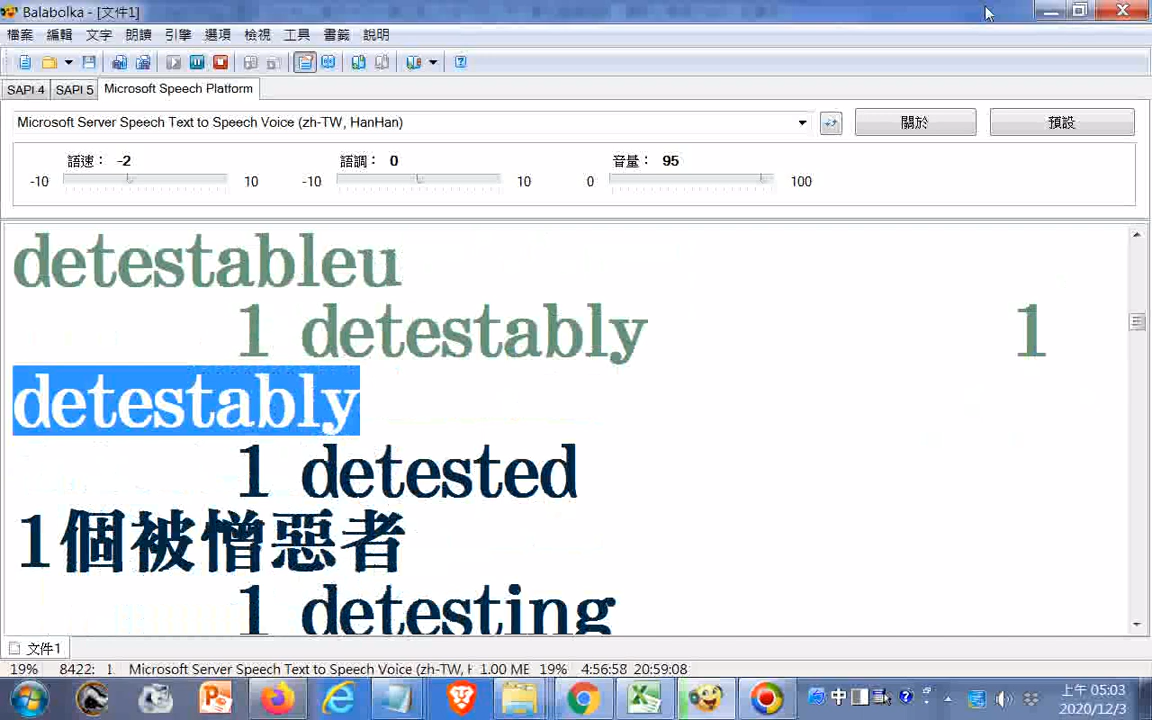 Balabolka - [文件1]
檔案 編輯 文字 朗讀 引擎 選項 檢視 工具 書籤 說明
SAPI 4 SAPI 5 Microsoft Speech Platform
Microsoft Server Speech Text to Speech Voice (zh-TW, HanHan) 關於 預設
語速： -2 語調： 0 音量： 95
-10 10 -10 10 0 100
detestableu
1 detestably 1
detestably
1 detested
1個被憎惡者
1 detesting
文件1
19% 8422: 1 Microsoft Server Speech Text to Speech Voice (zh-TW, H 1.00 ME 19% 4:56:58 20:59:08
中 上午 05:03
2020/12/3